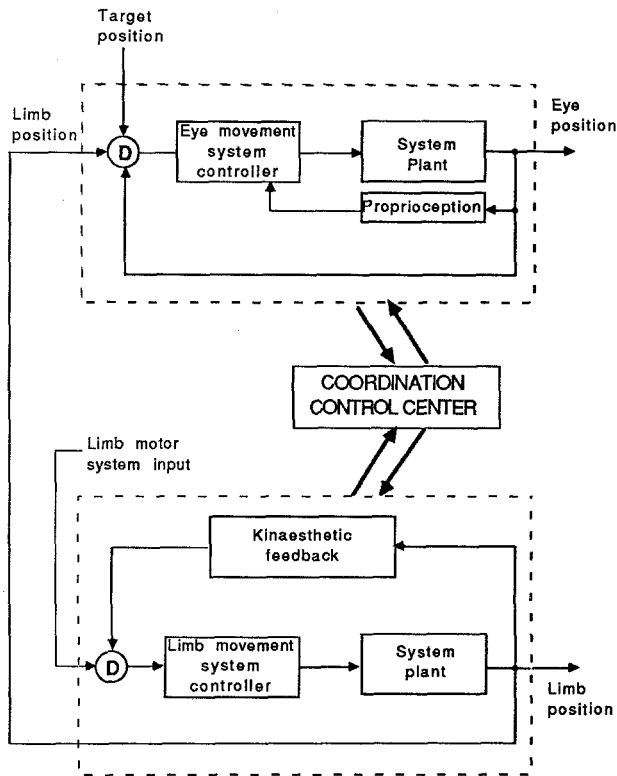 Target
position
Limb
position
D
Eye movement
system
controller
System
Plant
Eye
position
Proprioception
COORDINATION
CONTROL CENTER
Limb motor
system input
Kinaesthetic
feedback
D
Limb movement
system
controller
System
plant
Limb
position